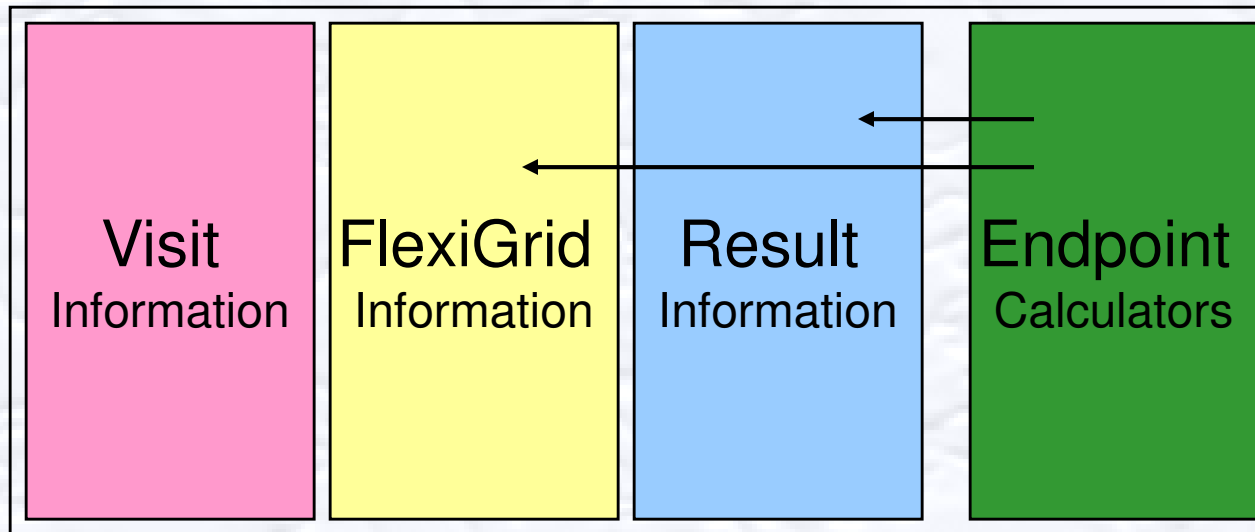 Visit
Information
FlexiGrid
Information
Result
Information
Endpoint
Calculators